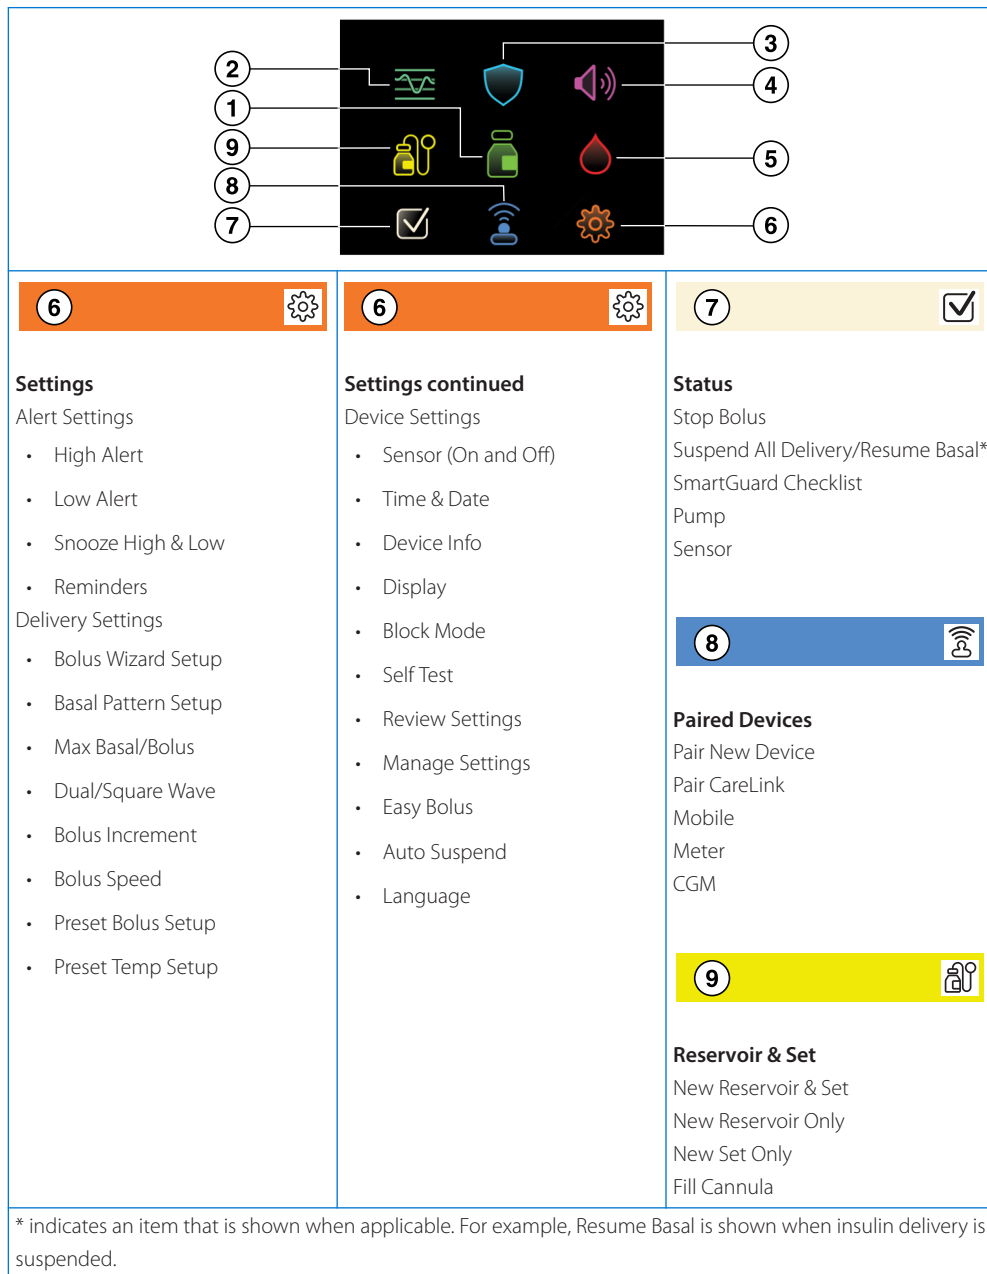 3
2
4
1
9
5
8
7
6
6
Settings
Alert Settings
• High Alert
• Low Alert
• Snooze High & Low
• Reminders
Delivery Settings
• Bolus Wizard Setup
• Basal Pattern Setup
• Max Basal/Bolus
• Dual/Square Wave
• Bolus Increment
• Bolus Speed
• Preset Bolus Setup
• Preset Temp Setup
6
Settings continued
Device Settings
• Sensor (On and Off)
• Time & Date
• Device Info
• Display
• Block Mode
• Self Test
• Review Settings
• Manage Settings
• Easy Bolus
• Auto Suspend
• Language
7
Status
Stop Bolus
Suspend All Delivery/Resume Basal*
SmartGuard Checklist
Pump
Sensor
8
Paired Devices
Pair New Device
Pair CareLink
Mobile
Meter
CGM
9
Reservoir & Set
New Reservoir & Set
New Reservoir Only
New Set Only
Fill Cannula
* indicates an item that is shown when applicable. For example, Resume Basal is shown when insulin delivery is
suspended.